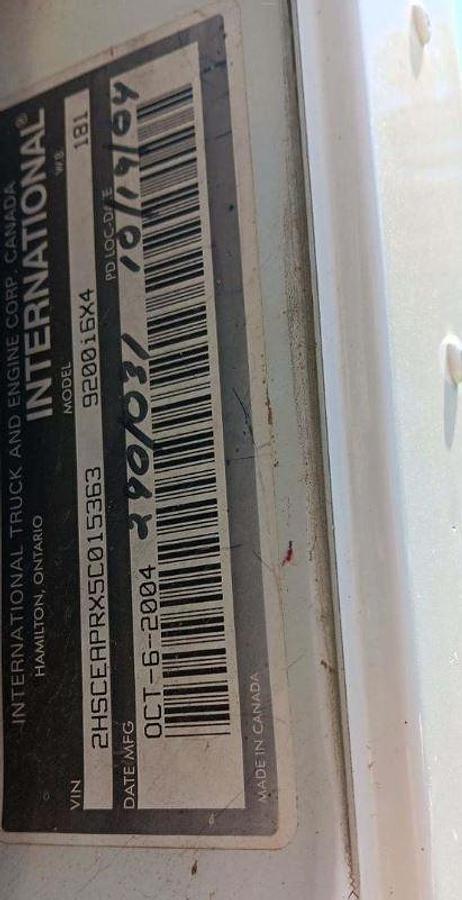 INTERNATIONAL TRUCK AND ENGINE CORP. CANADA
HAMILTON, ONTARIO INTERNATIONAL®
VIN MODEL W.B.
2HSCEAPRX5C015363 9200i6X4 181
DATE MFG PD LOC-DATE
OCT-6-2004 290/031 10/19/04
MADE IN CANADA